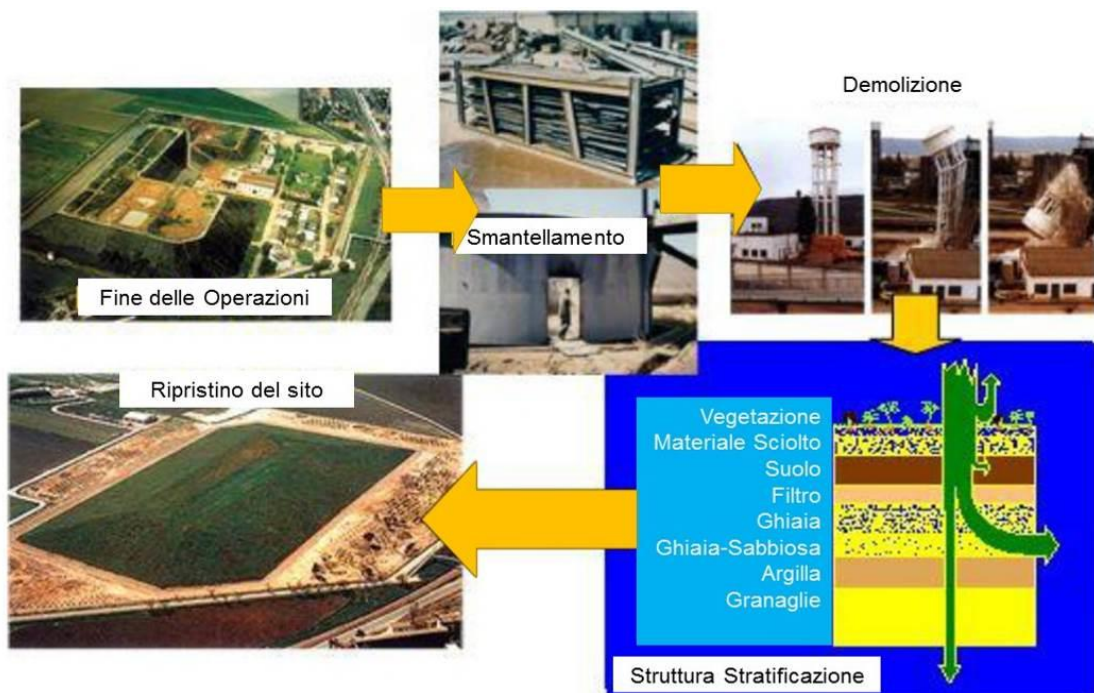 Fine delle Operazioni
Smantellamento
Demolizione
Vegetazione
Materiale Sciolto
Suolo
Filtro
Ghiaia
Ghiaia-Sabbiosa
Argilla
Granaglie
Struttura Stratificazione
Ripristino del sito